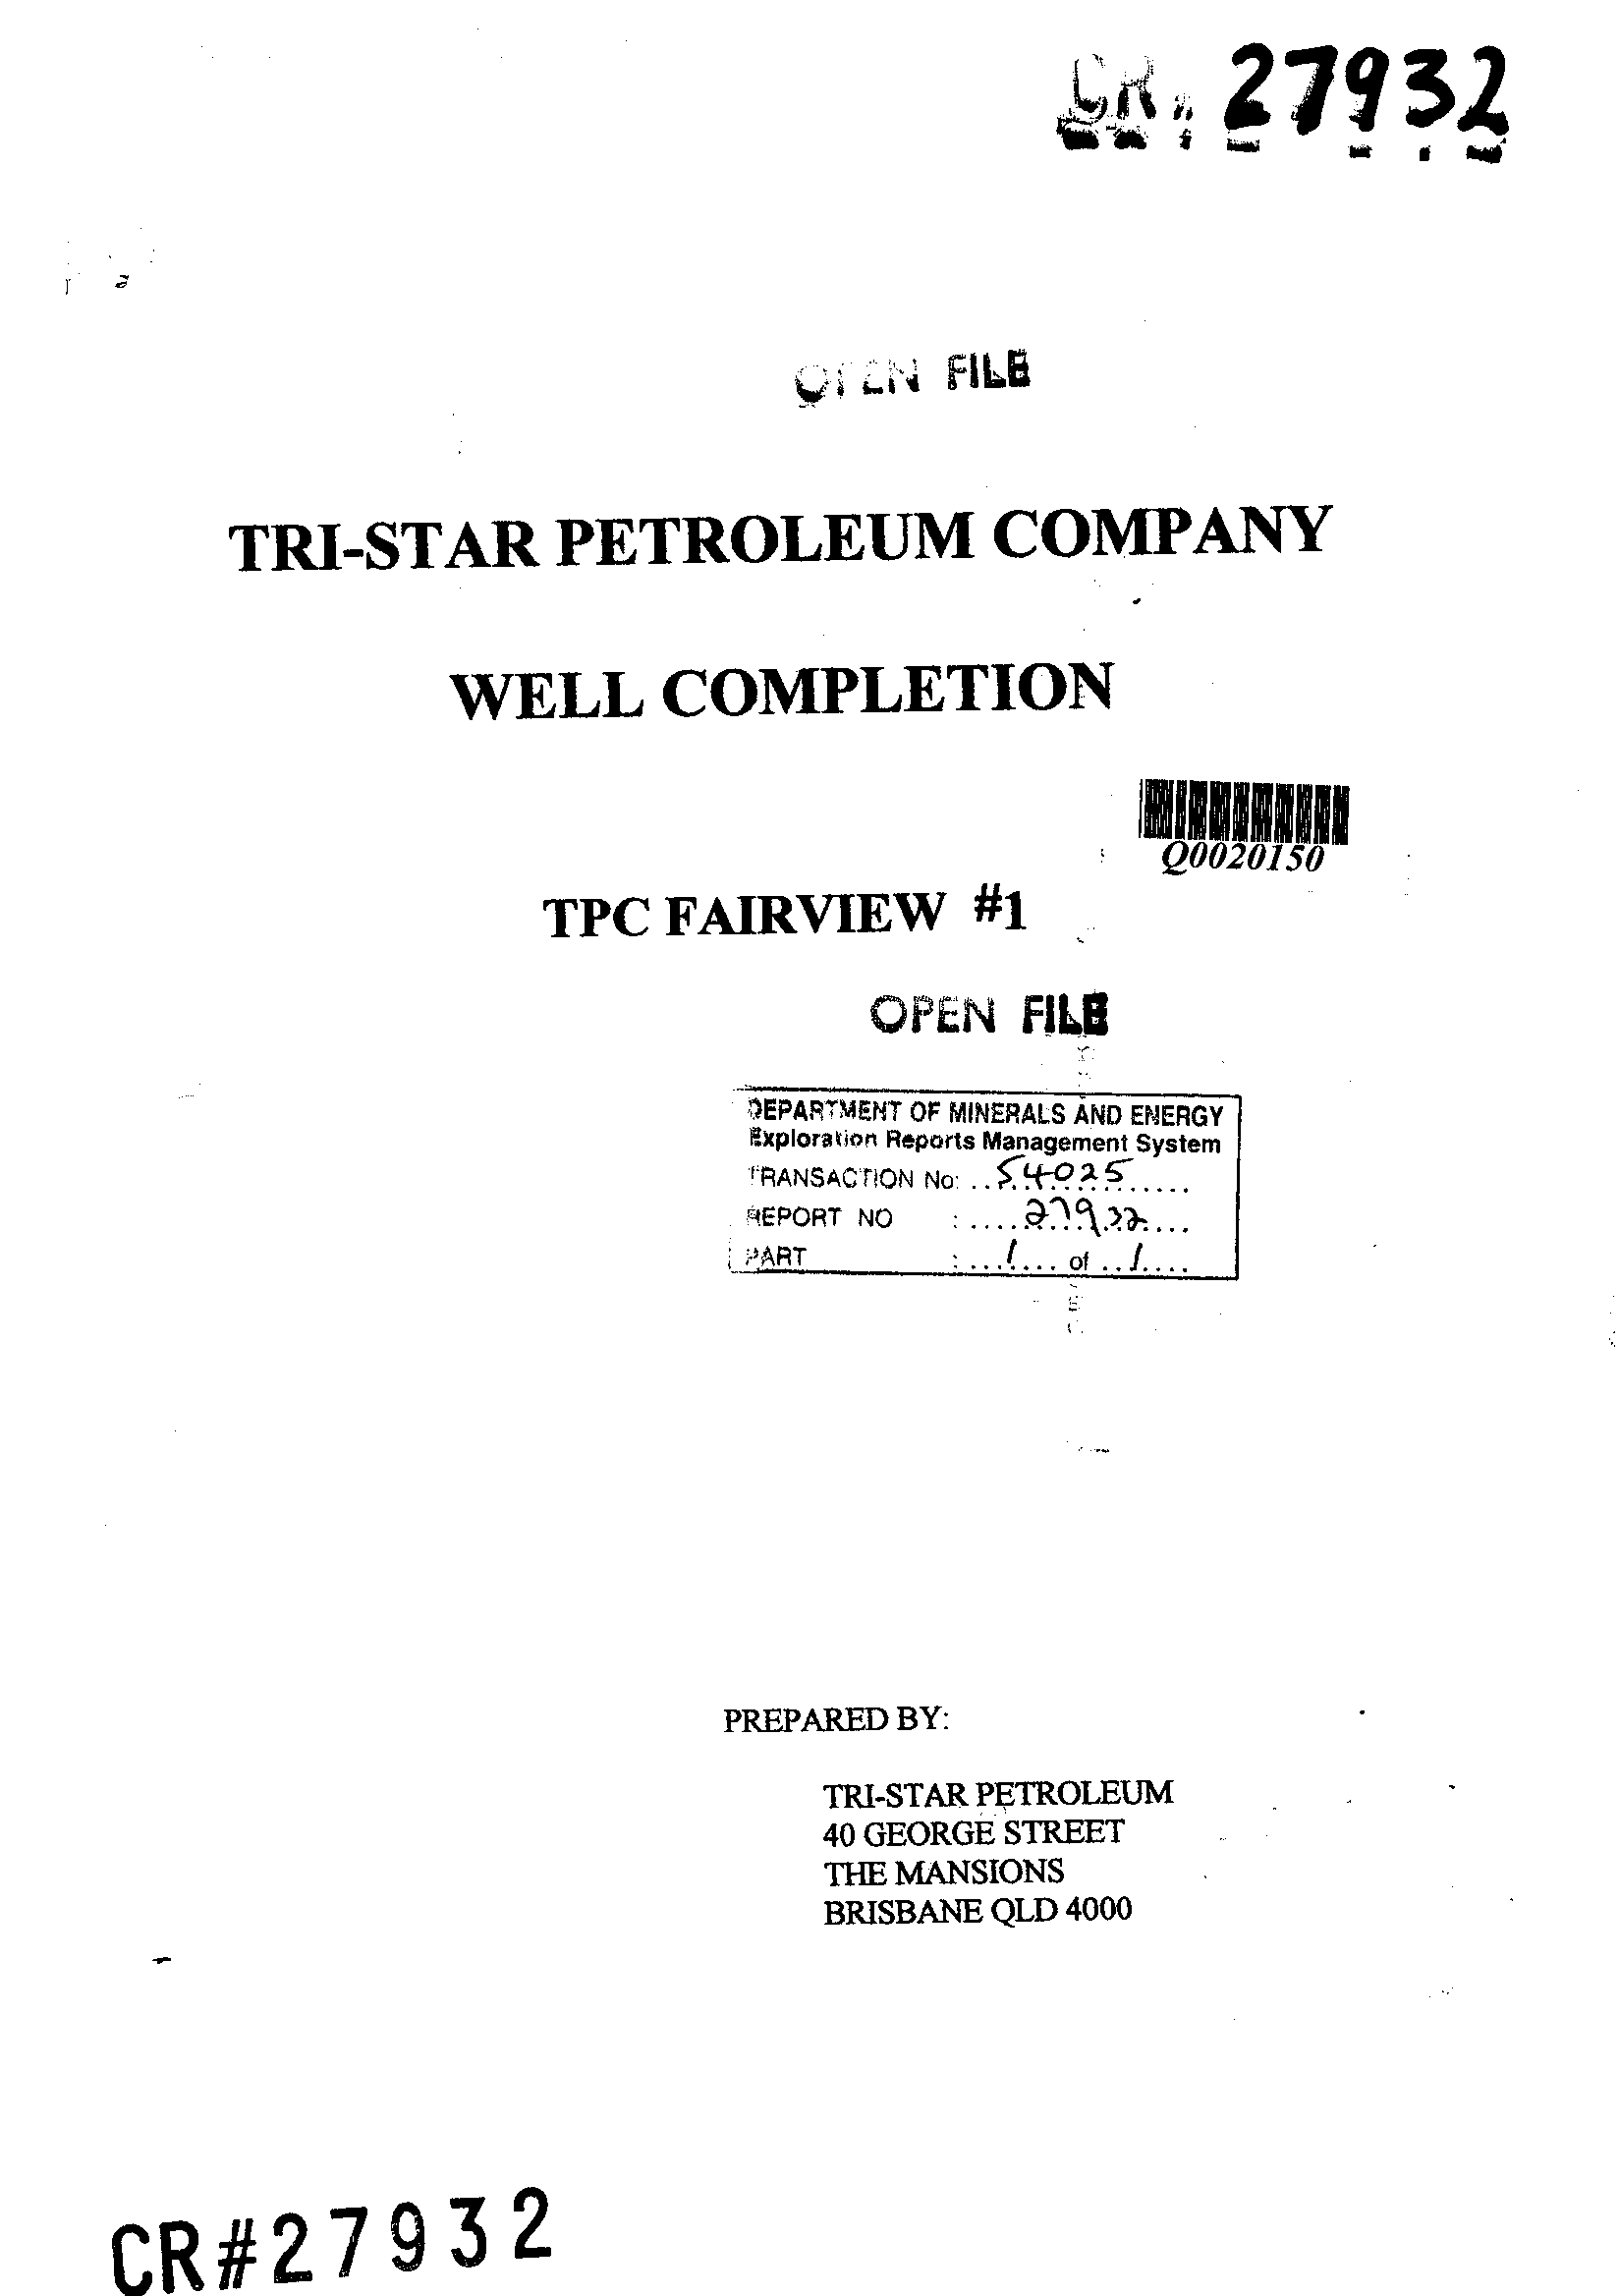 CR 27932
OPEN FILE
TRI-STAR PETROLEUM COMPANY
WELL COMPLETION
Q0020150
TPC FAIRVIEW #1
OPEN FILE
DEPARTMENT OF MINERALS AND ENERGY
Exploration Reports Management System
TRANSACTION No: ..54025......
REPORT NO : .....27932....
PART : ...1.... of ..1....
PREPARED BY:
TRI-STAR PETROLEUM
40 GEORGE STREET
THE MANSIONS
BRISBANE QLD 4000
CR#27932